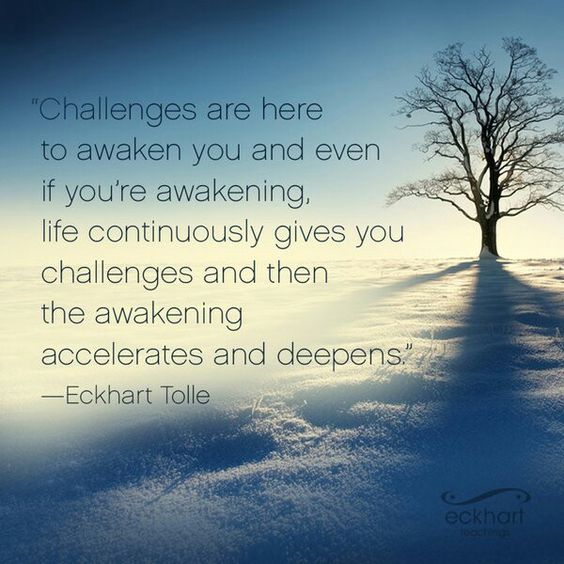 “Challenges are here
to awaken you and even
if you’re awakening,
life continuously gives you
challenges and then
the awakening
accelerates and deepens.”
—Eckhart Tolle
eckhart
teachings